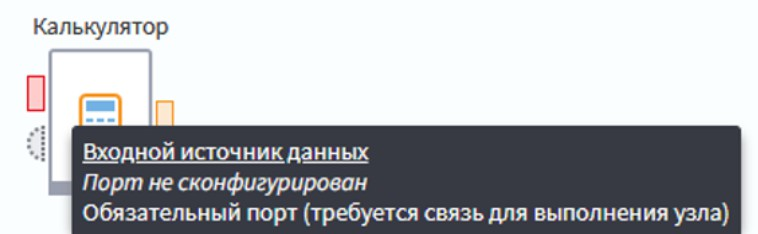 Калькулятор
Входной источник данных
Порт не сконфигурирован
Обязательный порт (требуется связь для выполнения узла)